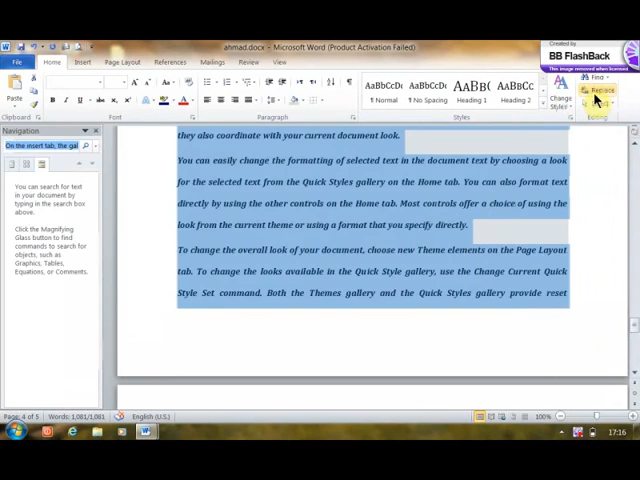 ahmad.docx - Microsoft Word (Product Activation Failed)
Created by
BB FlashBack
This image removed when licensed
File Home Insert Page Layout References Mailings Review View
Paste
B I U abe
AaBbCcDc AaBbCcDc AaBbC AaBbCc
¶ Normal ¶ No Spacing Heading 1 Heading 2
Change
Styles
Find
Replace
Clipboard Font Paragraph Styles Editing
Navigation
On the insert tab, the gal
You can search for text
in your document by
typing in the search box
above.
Click the Magnifying
Glass button to find
commands to search for
objects, such as
Graphics, Tables,
Equations, or Comments.
they also coordinate with your current document look.
You can easily change the formatting of selected text in the document text by choosing a look
for the selected text from the Quick Styles gallery on the Home tab. You can also format text
directly by using the other controls on the Home tab. Most controls offer a choice of using the
look from the current theme or using a format that you specify directly.
To change the overall look of your document, choose new Theme elements on the Page Layout
tab. To change the looks available in the Quick Style gallery, use the Change Current Quick
Style Set command. Both the Themes gallery and the Quick Styles gallery provide reset
Page: 4 of 5 Words: 1,081/1,081 English (U.S.) 100%
17:16